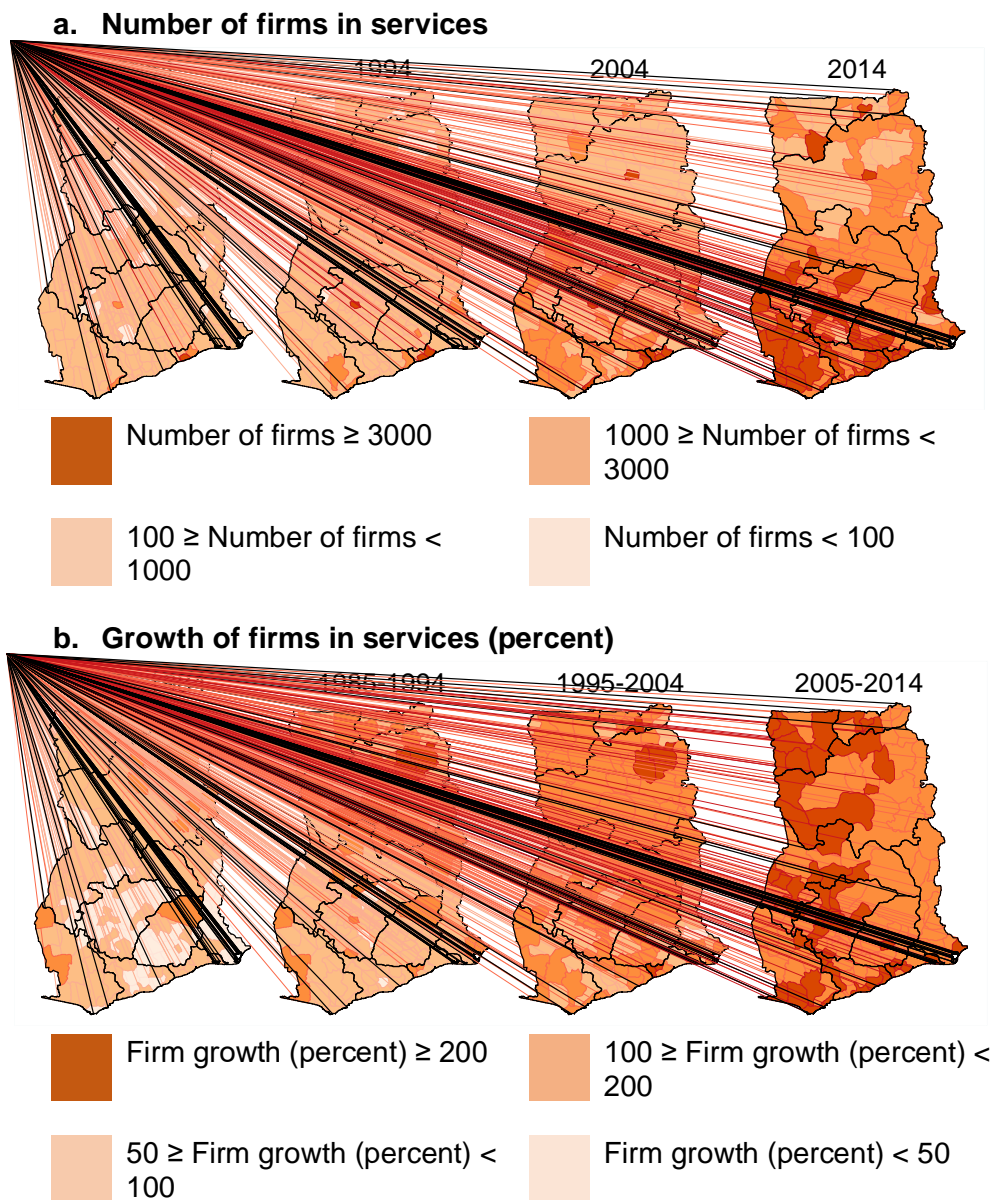 a. Number of firms in services
1994 2004 2014
Number of firms ≥ 3000
1000 ≥ Number of firms <
3000
100 ≥ Number of firms <
1000
Number of firms < 100
b. Growth of firms in services (percent)
1985-1994 1995-2004 2005-2014
Firm growth (percent) ≥ 200
100 ≥ Firm growth (percent) <
200
50 ≥ Firm growth (percent) <
100
Firm growth (percent) < 50